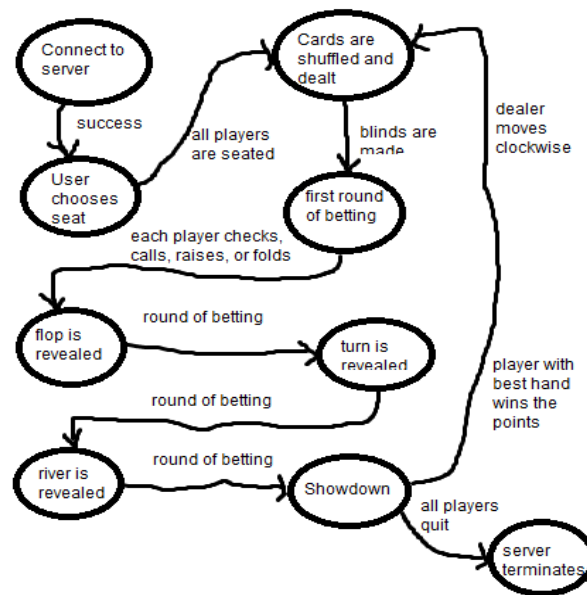 Connect to
server
Cards are
shuffled and
dealt
success
all players
are seated
blinds are
made
dealer
moves
clockwise
User
chooses
seat
first round
of betting
each player checks,
calls, raises, or folds
flop is
revealed
round of betting
turn is
revealed
round of betting
player with
best hand
wins the
points
river is
revealed
round of betting
Showdown
all players
quit
server
terminates